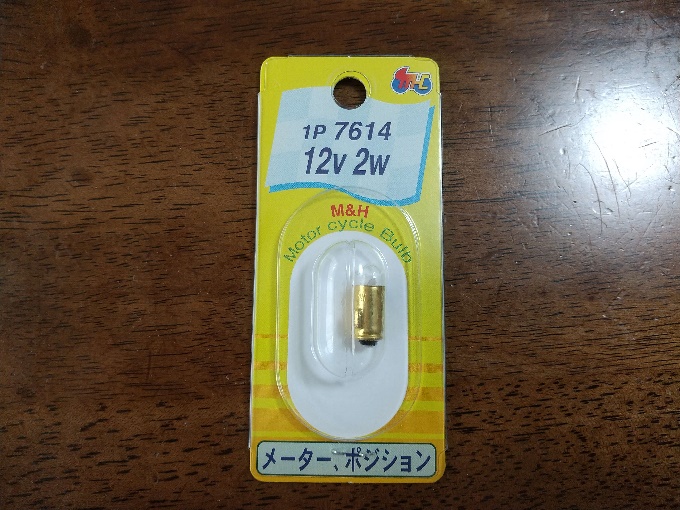 1P 7614
12V 2W
M&H
Motor cycle Bulb
メーター、ポジション